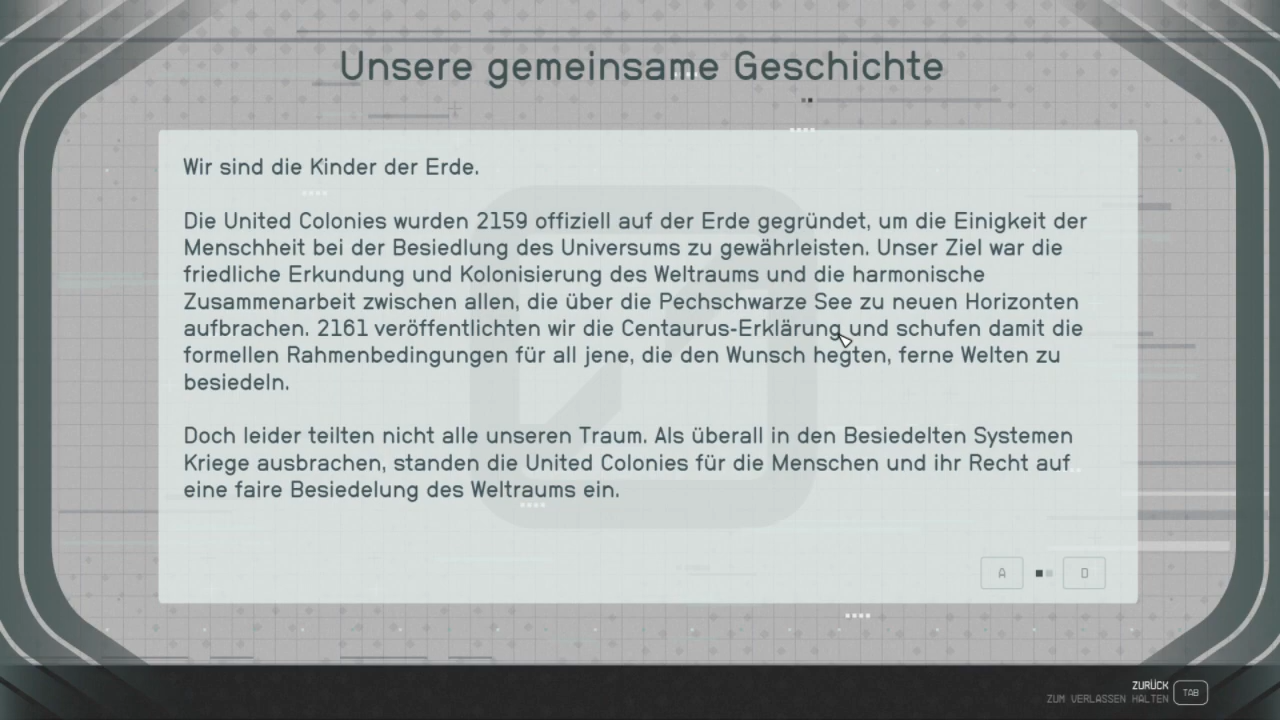 Unsere gemeinsame Geschichte
Wir sind die Kinder der Erde.
Die United Colonies wurden 2159 offiziell auf der Erde gegründet, um die Einigkeit der
Menschheit bei der Besiedlung des Universums zu gewährleisten. Unser Ziel war die
friedliche Erkundung und Kolonisierung des Weltraums und die harmonische
Zusammenarbeit zwischen allen, die über die Pechschwarze See zu neuen Horizonten
aufbrachen. 2161 veröffentlichten wir die Centaurus-Erklärung und schufen damit die
formellen Rahmenbedingungen für all jene, die den Wunsch hegten, ferne Welten zu
besiedeln.
Doch leider teilten nicht alle unseren Traum. Als überall in den Besiedelten Systemen
Kriege ausbrachen, standen die United Colonies für die Menschen und ihr Recht auf
eine faire Besiedelung des Weltraums ein.
A D
ZURÜCK
ZUM VERLASSEN HALTEN TAB